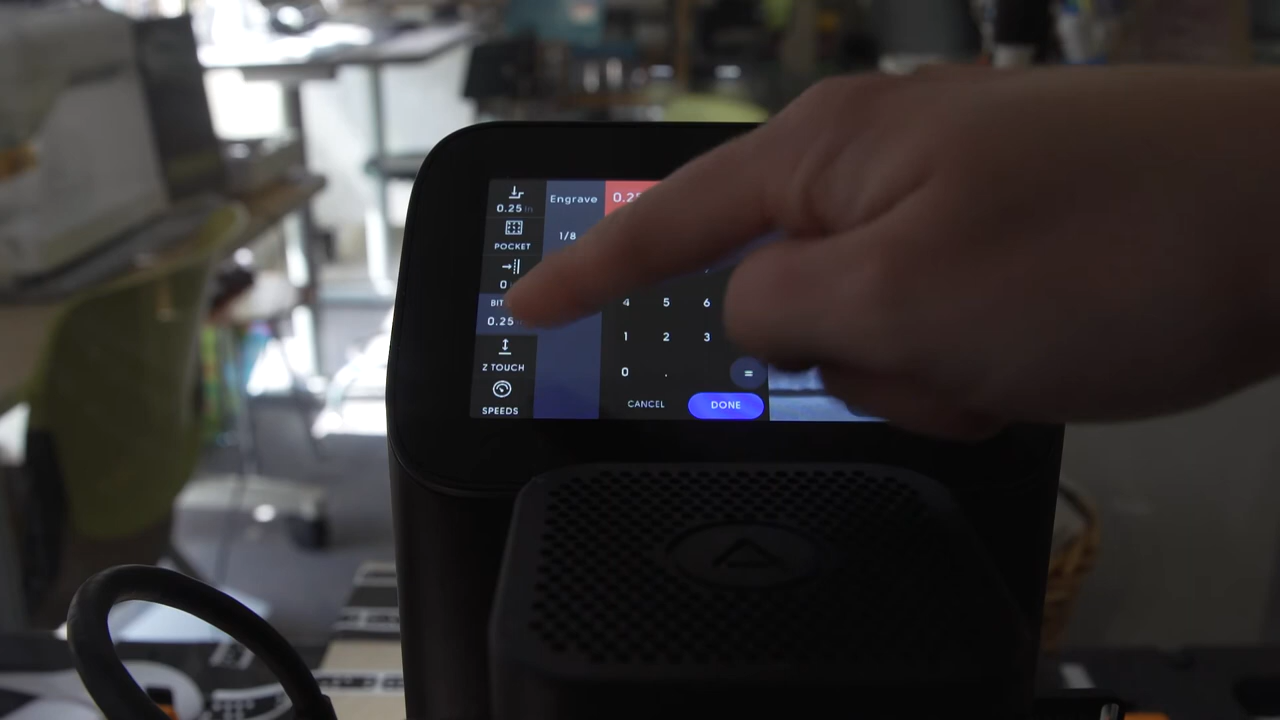 0.25 in
Engrave
0.25
POCKET
1/8
0
BIT
4 5 6
0.25
1 2 3
Z TOUCH
0 . =
SPEEDS
CANCEL
DONE